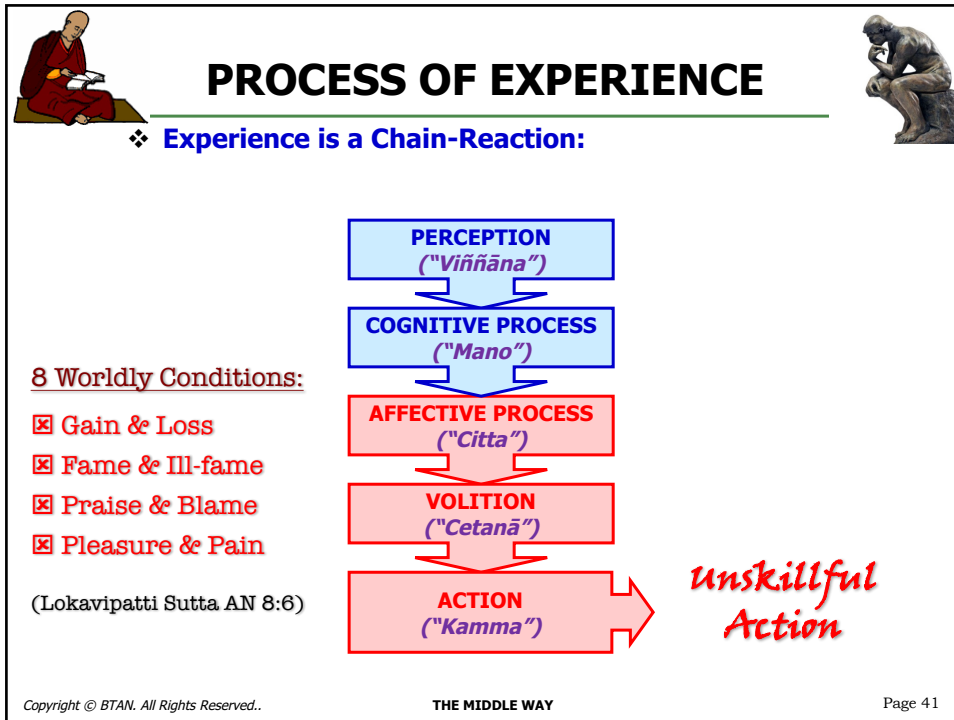 PROCESS OF EXPERIENCE
❖ Experience is a Chain-Reaction:
PERCEPTION
("Viññāna")
COGNITIVE PROCESS
("Mano")
8 Worldly Conditions:
☒ Gain & Loss
☒ Fame & Ill-fame
☒ Praise & Blame
☒ Pleasure & Pain
(Lokavipatti Sutta AN 8:6)
AFFECTIVE PROCESS
("Citta")
VOLITION
("Cetanā")
ACTION
("Kamma")
Unskillful
Action
Copyright © BTAN. All Rights Reserved..
THE MIDDLE WAY
Page 41